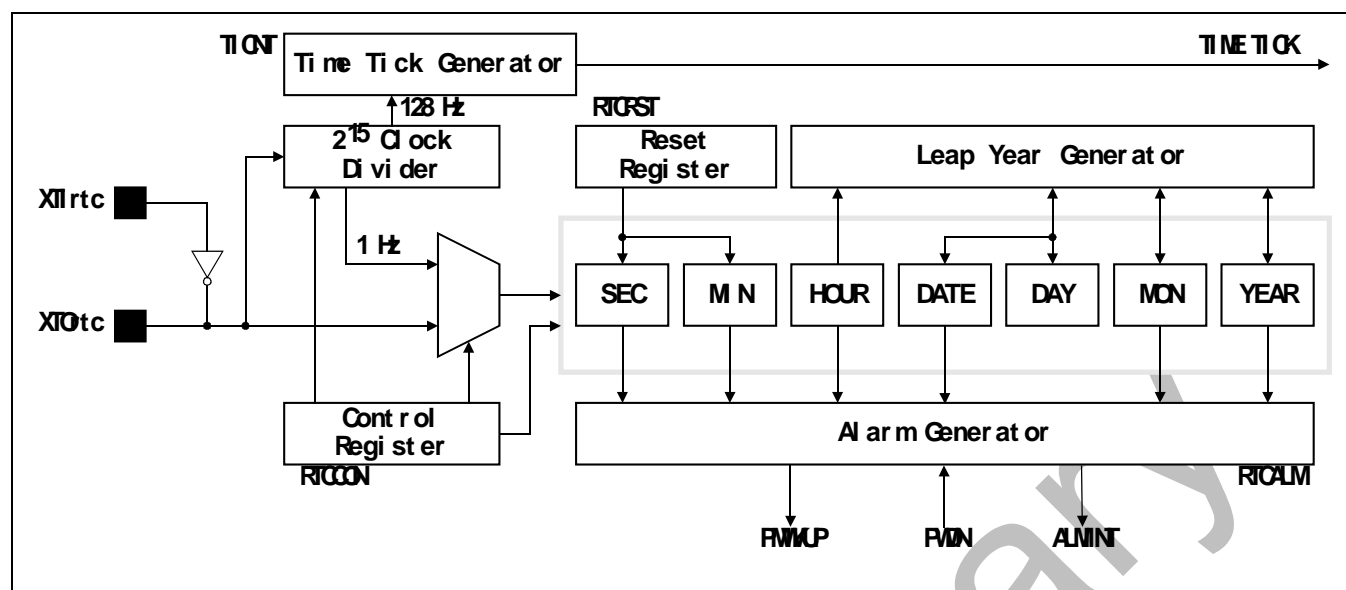 TICNT
Time Tick Generator
TIME TICK
128 Hz
RTCRST
2^15 Clock
Divider
Reset
Register
Leap Year Generator
XTIrtc
1 Hz
SEC
MIN
HOUR
DATE
DAY
MON
YEAR
XTOrtc
Control
Register
Alarm Generator
RTCCON
RTCALM
PMWKUP
PWDN
ALMINT
ary